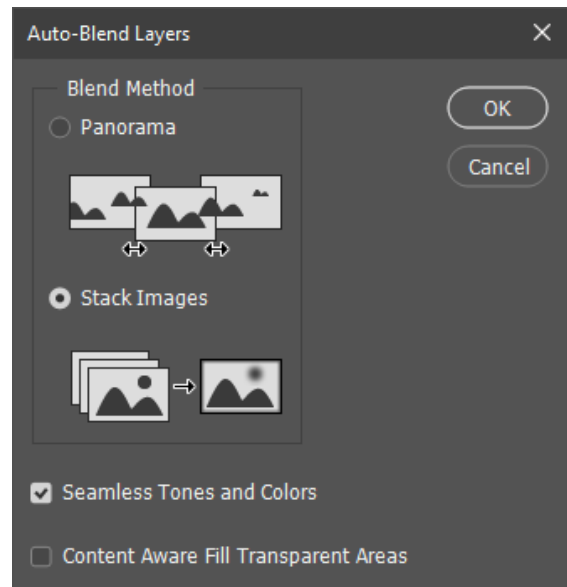 Auto-Blend Layers
Blend Method
Panorama
Stack Images
OK
Cancel
Seamless Tones and Colors
Content Aware Fill Transparent Areas